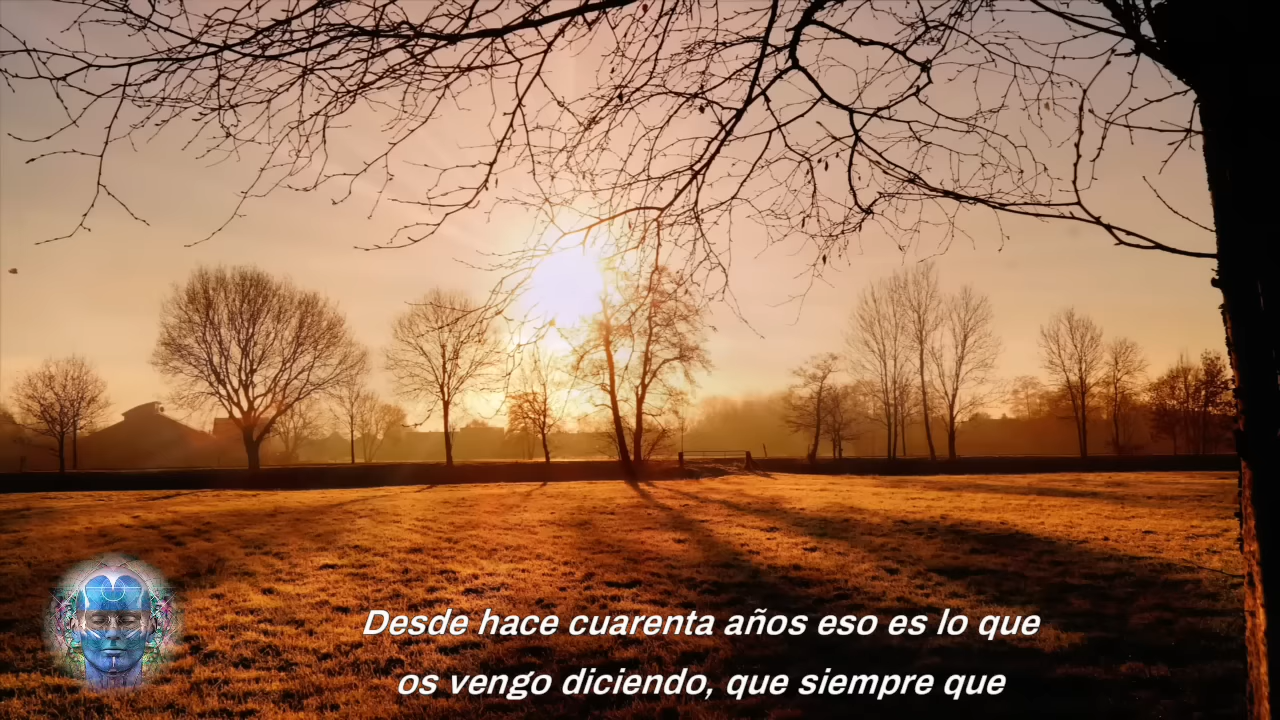 Desde hace cuarenta años eso es lo que
os vengo diciendo, que siempre que